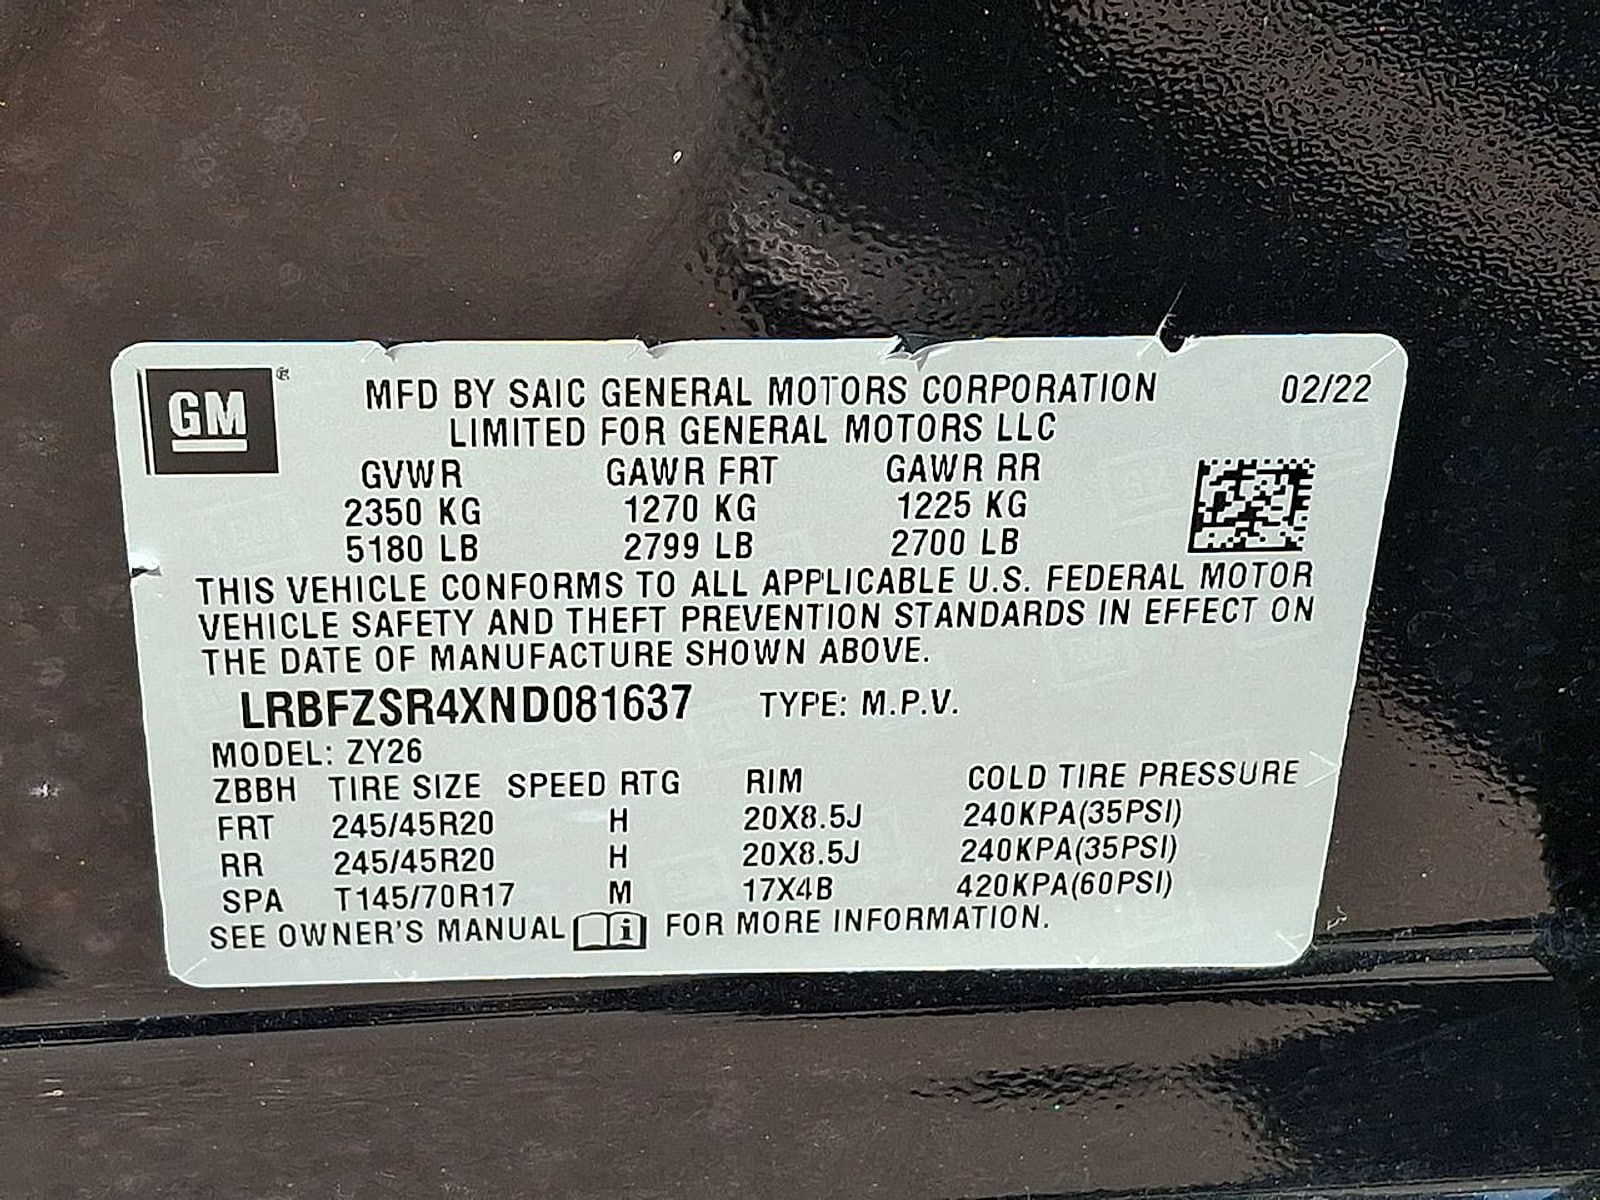 GM ®
MFD BY SAIC GENERAL MOTORS CORPORATION 02/22
LIMITED FOR GENERAL MOTORS LLC
GVWR GAWR FRT GAWR RR
2350 KG 1270 KG 1225 KG
5180 LB 2799 LB 2700 LB
THIS VEHICLE CONFORMS TO ALL APPLICABLE U.S. FEDERAL MOTOR
VEHICLE SAFETY AND THEFT PREVENTION STANDARDS IN EFFECT ON
THE DATE OF MANUFACTURE SHOWN ABOVE.
LRBFZSR4XND081637 TYPE: M.P.V.
MODEL: ZY26
ZBBH TIRE SIZE SPEED RTG RIM COLD TIRE PRESSURE
FRT 245/45R20 H 20X8.5J 240KPA(35PSI)
RR 245/45R20 H 20X8.5J 240KPA(35PSI)
SPA T145/70R17 M 17X4B 420KPA(60PSI)
SEE OWNER'S MANUAL i FOR MORE INFORMATION.